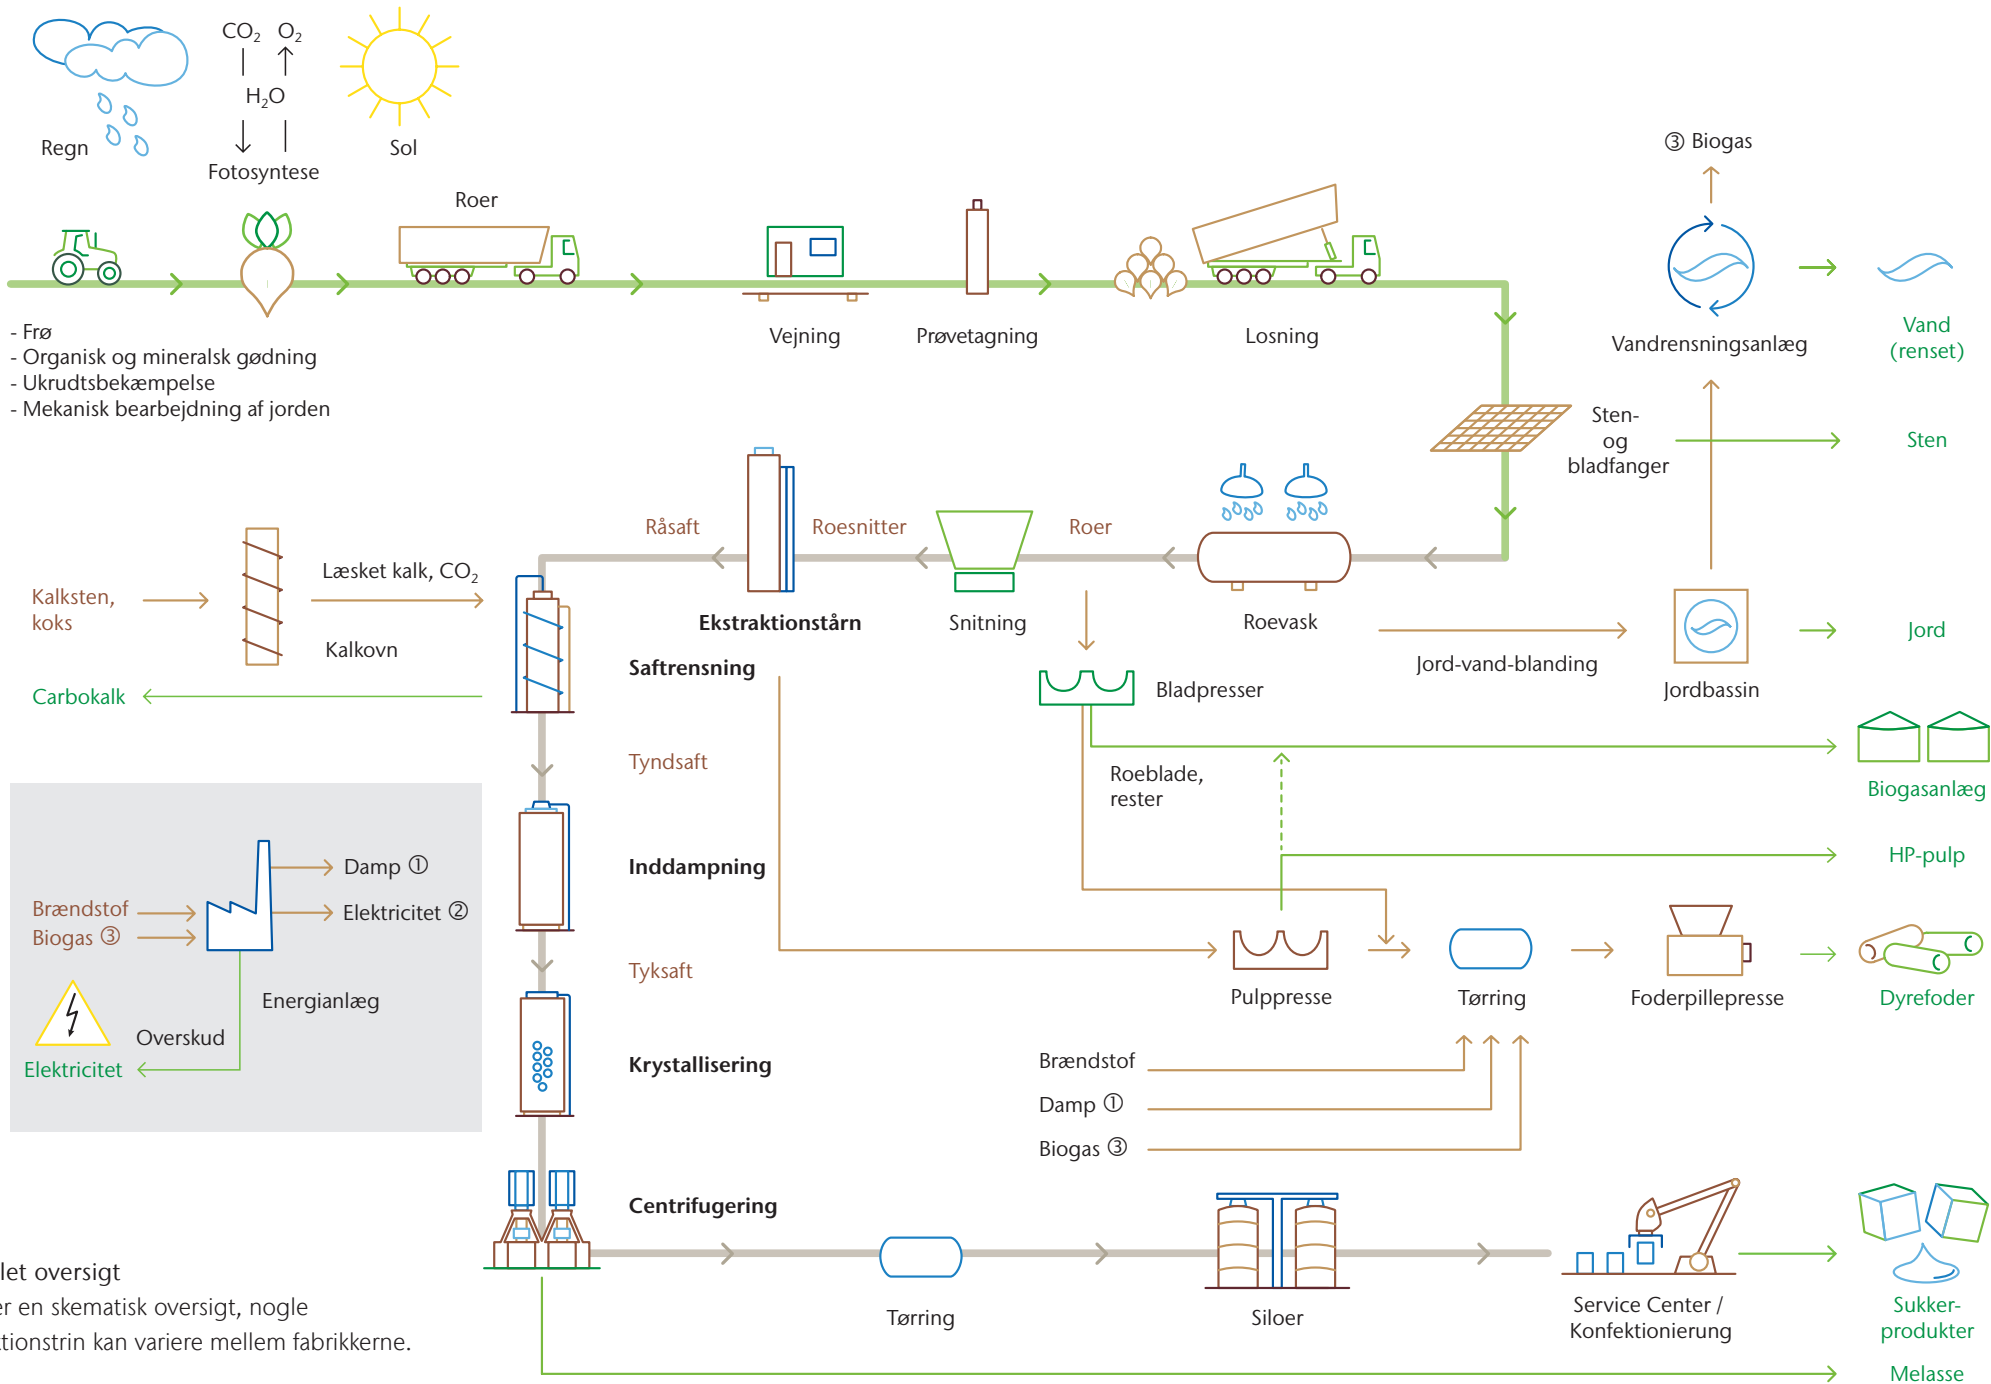 CO₂ O₂
H₂O
Regn
Fotosyntese
Sol
Roer
③ Biogas
- Frø
- Organisk og mineralsk gødning
- Ukrudtsbekæmpelse
- Mekanisk bearbejdning af jorden
Vejning
Prøvetagning
Losning
Vandrensningsanlæg
Vand
(renset)
Sten-
og
bladfanger
Sten
Råsaft
Roesnitter
Roer
Kalksten,
koks
Læsket kalk, CO₂
Kalkovn
Carbokalk
Ekstraktionstårn
Snitning
Roevask
Jord-vand-blanding
Jordbassin
Jord
Saftrensning
Bladpresser
Tyndsaft
Roeblade,
rester
Biogasanlæg
Inddampning
HP-pulp
Damp ①
Brændstof
Biogas ③
Elektricitet ②
Energianlæg
Overskud
Elektricitet
Tyksaft
Pulppresse
Tørring
Foderpillepresse
Dyrefoder
Krystallisering
Brændstof
Damp ①
Biogas ③
Centrifugering
Tørring
Siloer
Service Center /
Konfektionierung
Sukker-
produkter
Melasse
let oversigt
er en skematisk oversigt, nogle
ktionstrin kan variere mellem fabrikkerne.